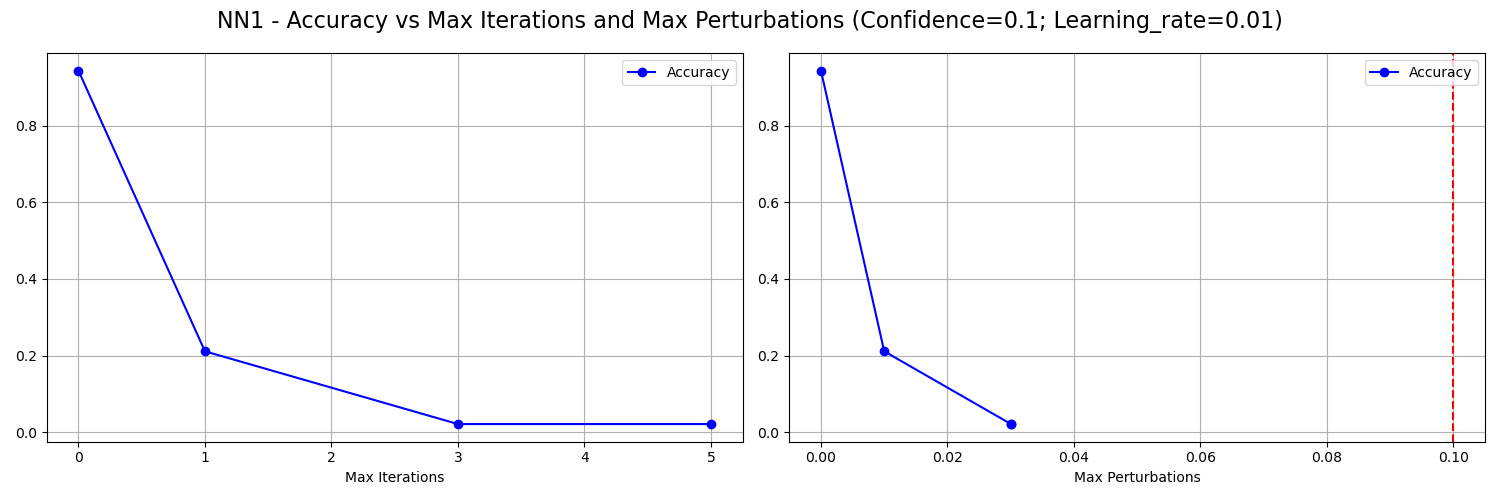 NN1 - Accuracy vs Max Iterations and Max Perturbations (Confidence=0.1; Learning_rate=0.01)
Accuracy
0.8
0.6
0.4
0.2
0.0
0 1 2 3 4 5
Max Iterations
Accuracy
0.8
0.6
0.4
0.2
0.0
0.00 0.02 0.04 0.06 0.08 0.10
Max Perturbations